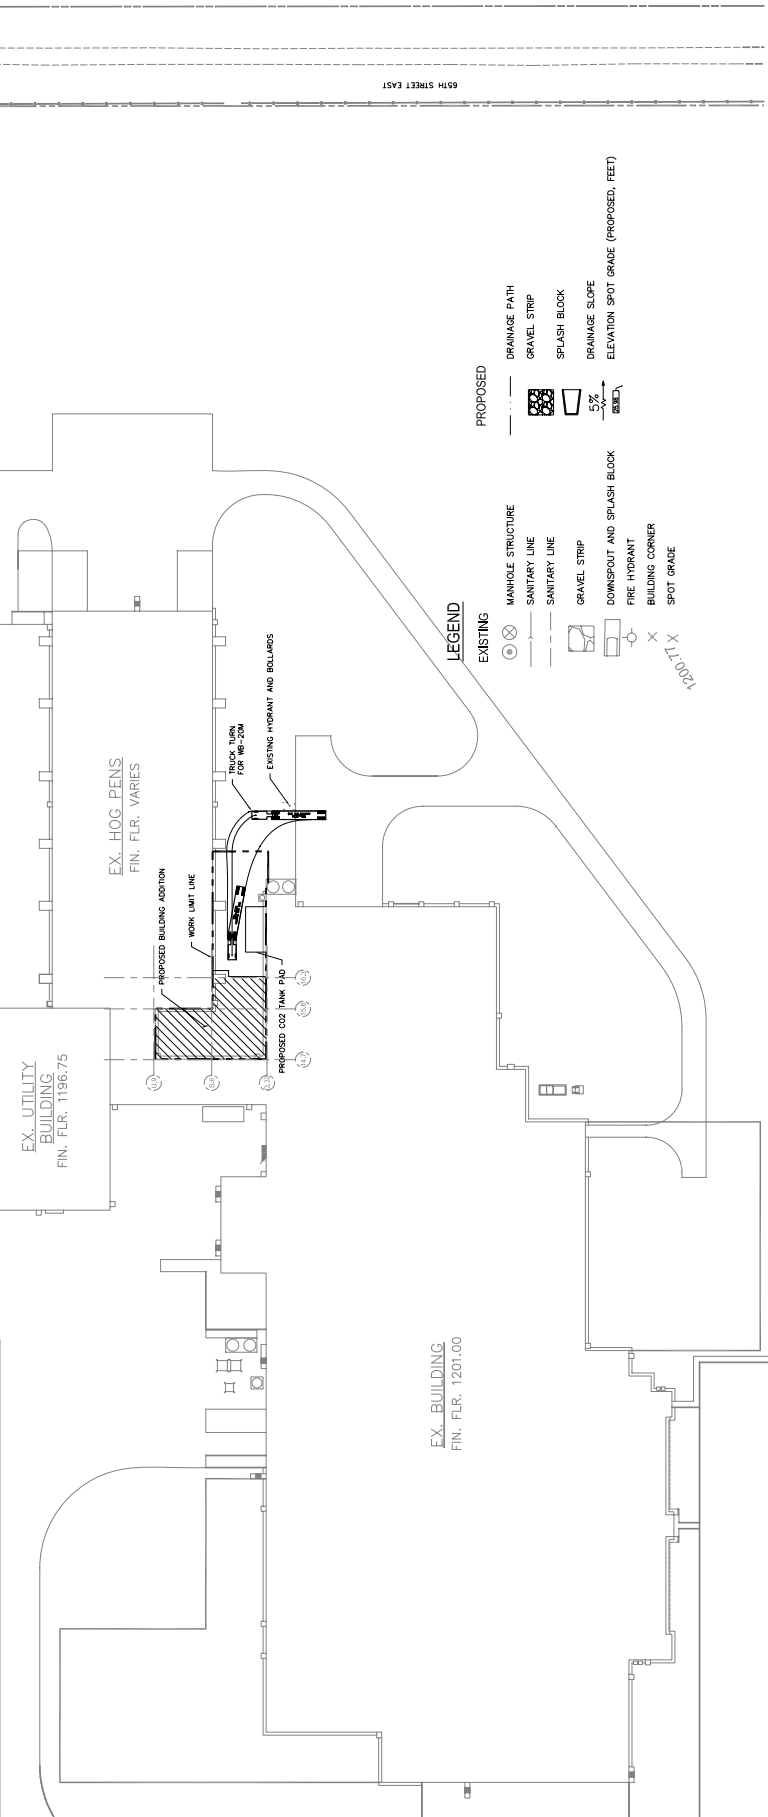 65TH STREET EAST
LEGEND
EXISTING
MANHOLE STRUCTURE
SANITARY LINE
SANITARY LINE
GRAVEL STRIP
DOWNSPOUT AND SPLASH BLOCK
FIRE HYDRANT
BUILDING CORNER
1200.77 X
SPOT GRADE
PROPOSED
DRAINAGE PATH
GRAVEL STRIP
SPLASH BLOCK
5%
DRAINAGE SLOPE
ELEVATION SPOT GRADE (PROPOSED, FEET)
EX. HOG PENS
FIN. FLR. VARIES
PROPOSED BUILDING ADDITION
WORK LIMIT LINE
TRUCK TURN
FOR WB-20M
EXISTING HYDRANT AND BOLLARDS
PROPOSED CO2 TANK PAD
EX. UTILITY
BUILDING
FIN. FLR. 1196.75
EX. BUILDING
FIN. FLR. 1201.00